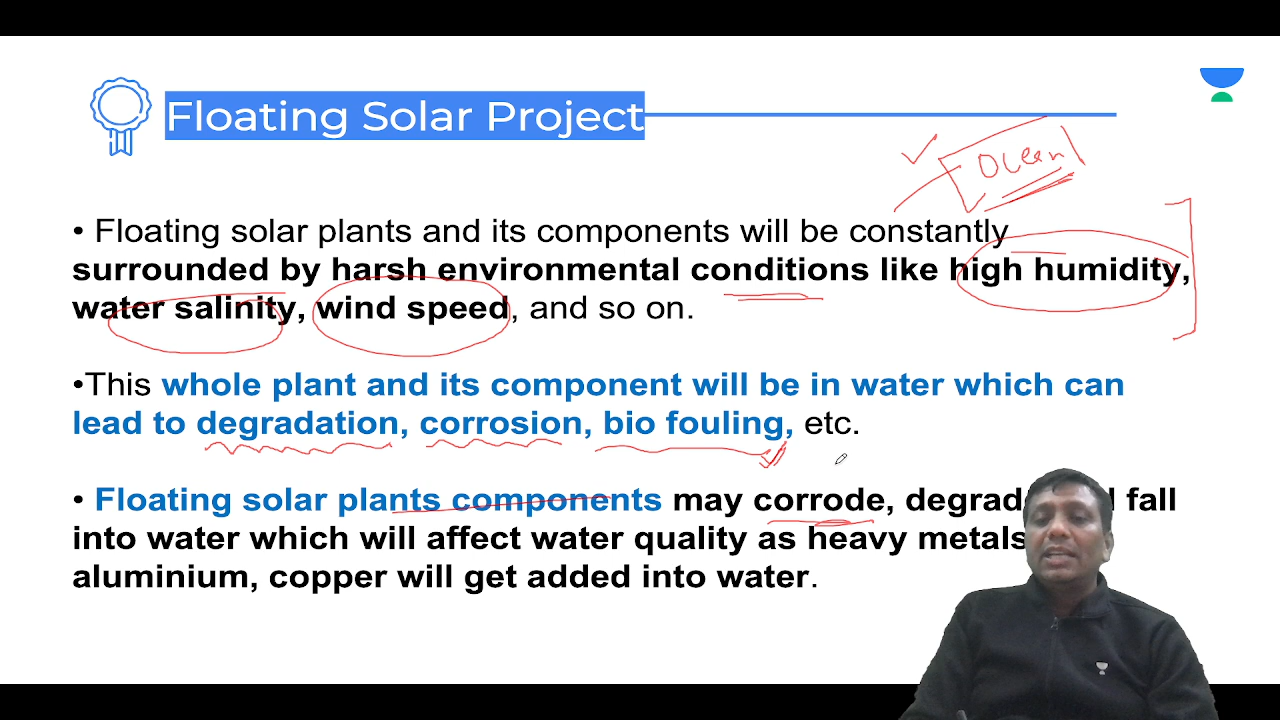 Floating Solar Project
Ocean
• Floating solar plants and its components will be constantly
surrounded by harsh environmental conditions like high humidity,
water salinity, wind speed, and so on.
•This whole plant and its component will be in water which can
lead to degradation, corrosion, bio fouling, etc.
• Floating solar plants components may corrode, fall
into water which will affect water quality as heavy metals
aluminium, copper will get added into water.